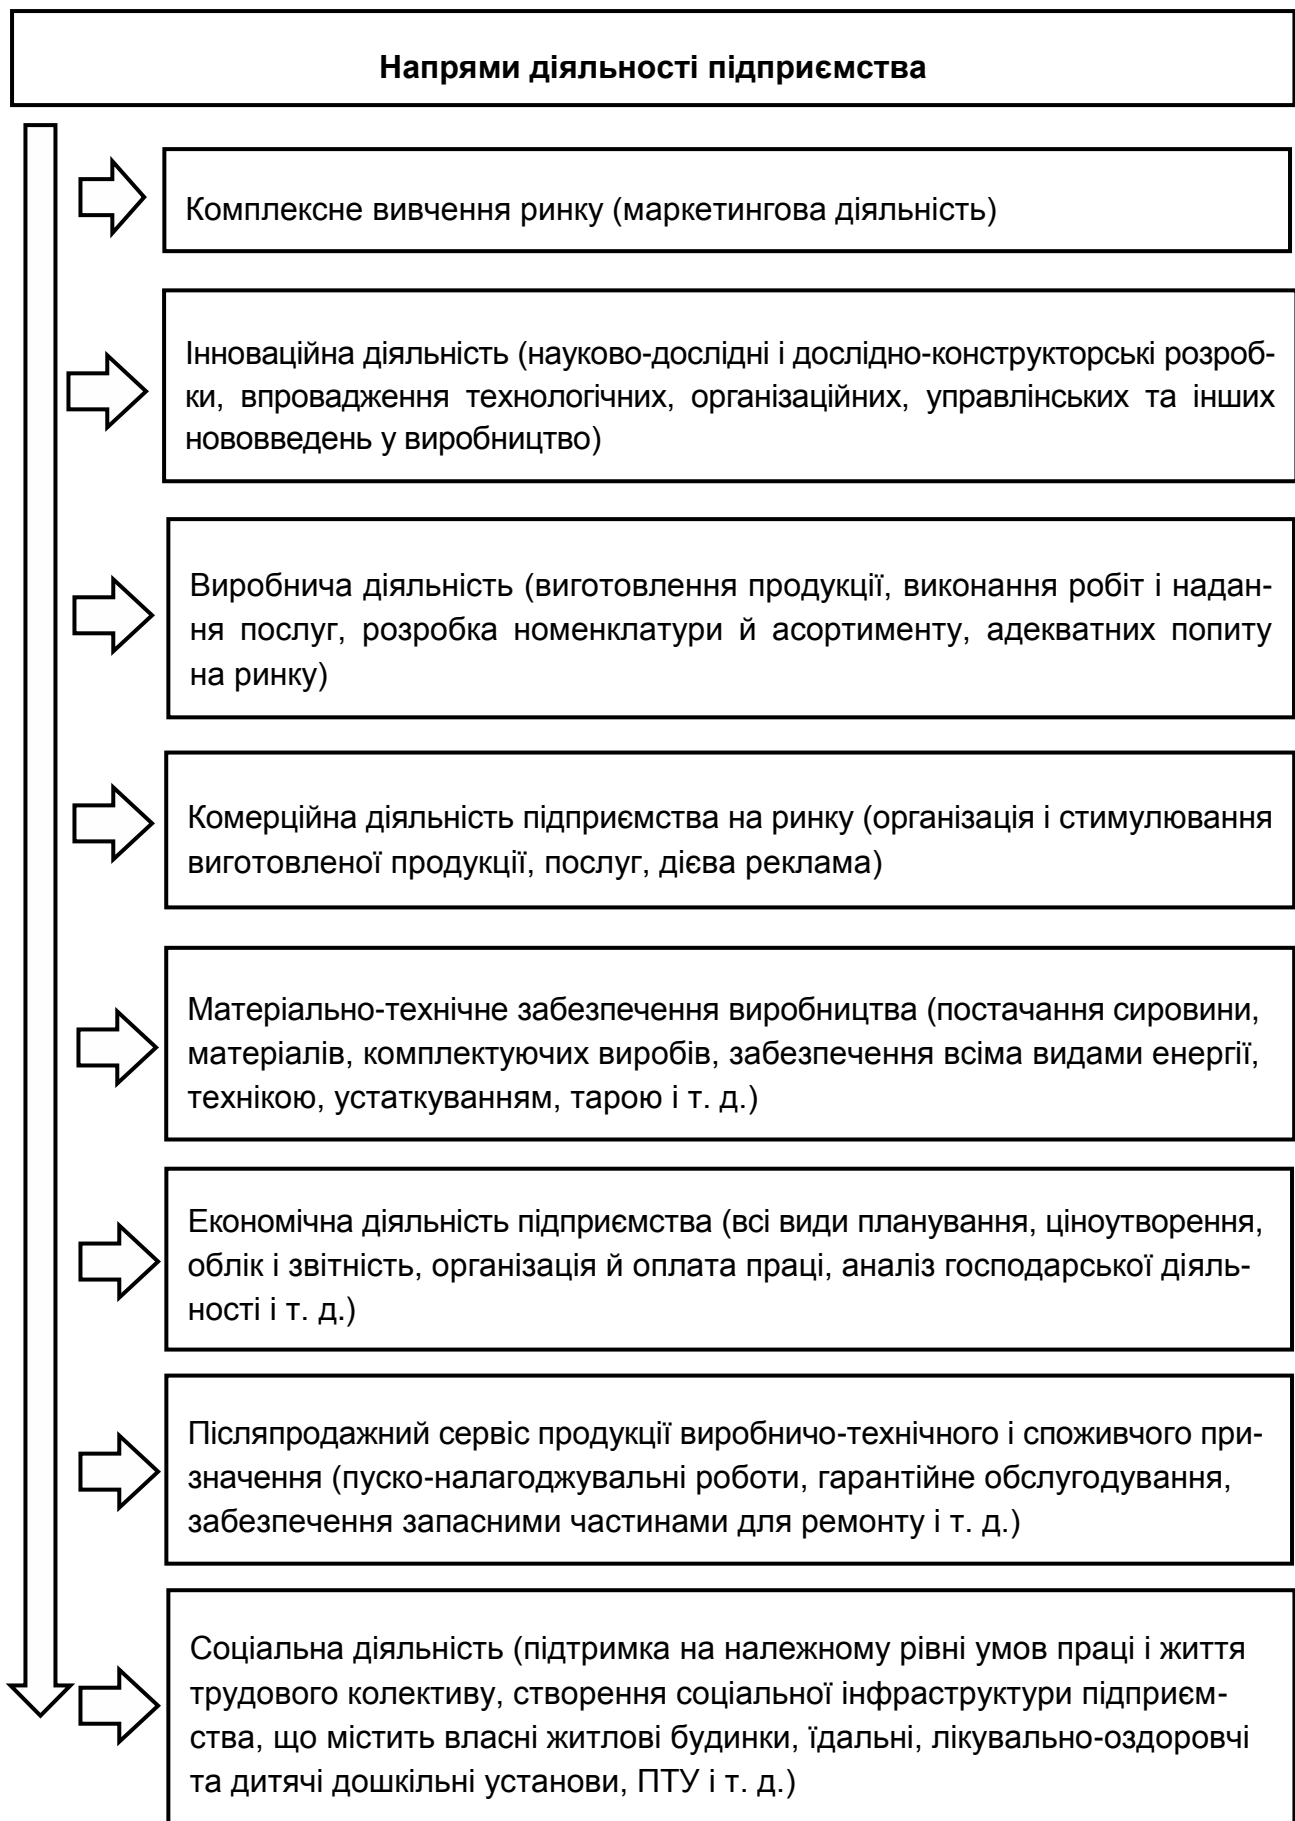 Напрями діяльності підприємства
Комплексне вивчення ринку (маркетингова діяльність)
Інноваційна діяльність (науково-дослідні і дослідно-конструкторські розроб-
ки, впровадження технологічних, організаційних, управлінських та інших
нововведень у виробництво)
Виробнича діяльність (виготовлення продукції, виконання робіт і надан-
ня послуг, розробка номенклатури й асортименту, адекватних попиту
на ринку)
Комерційна діяльність підприємства на ринку (організація і стимулювання
виготовленої продукції, послуг, дієва реклама)
Матеріально-технічне забезпечення виробництва (постачання сировини,
матеріалів, комплектуючих виробів, забезпечення всіма видами енергії,
технікою, устаткуванням, тарою і т. д.)
Економічна діяльність підприємства (всі види планування, ціноутворення,
облік і звітність, організація й оплата праці, аналіз господарської діяль-
ності і т. д.)
Післяпродажний сервіс продукції виробничо-технічного і споживчого при-
значення (пуско-налагоджувальні роботи, гарантійне обслугодування,
забезпечення запасними частинами для ремонту і т. д.)
Соціальна діяльність (підтримка на належному рівні умов праці і життя
трудового колективу, створення соціальної інфраструктури підприєм-
ства, що містить власні житлові будинки, їдальні, лікувально-оздоровчі
та дитячі дошкільні установи, ПТУ і т. д.)